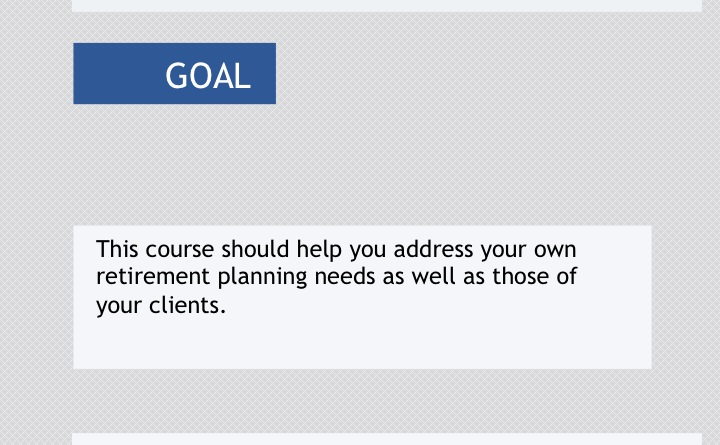 GOAL
This course should help you address your own
retirement planning needs as well as those of
your clients.